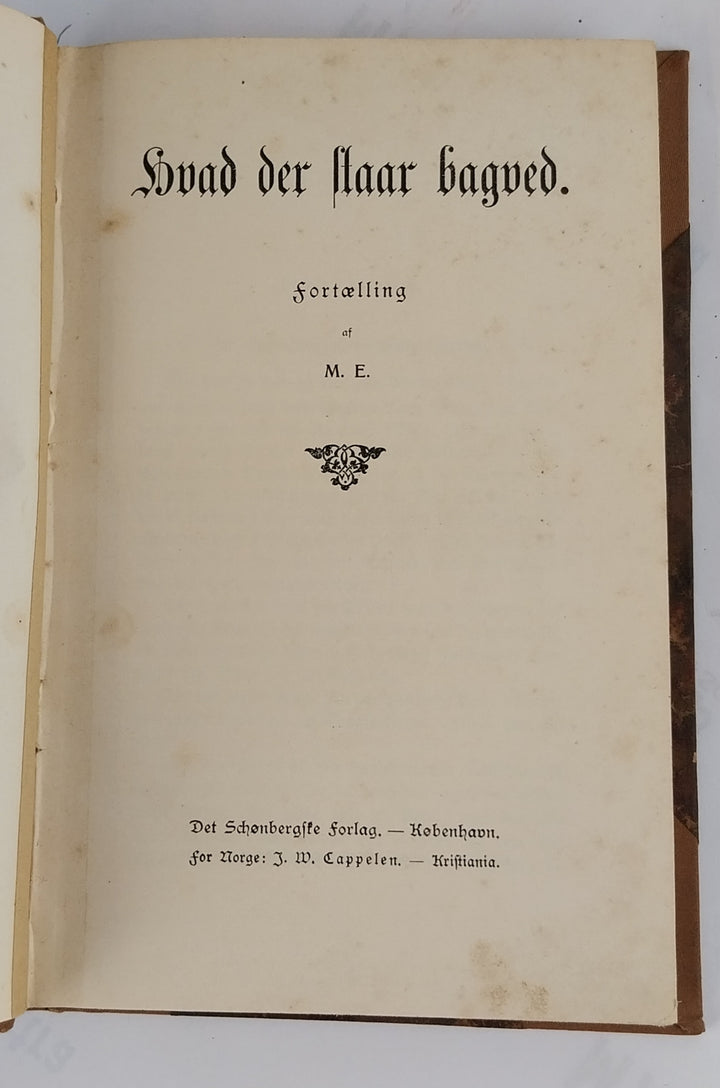 Hvad der staar bagved.
Fortælling
af
M. E.
Det Schønbergske Forlag. — København.
For Norge: J. W. Cappelen. — Kristiania.